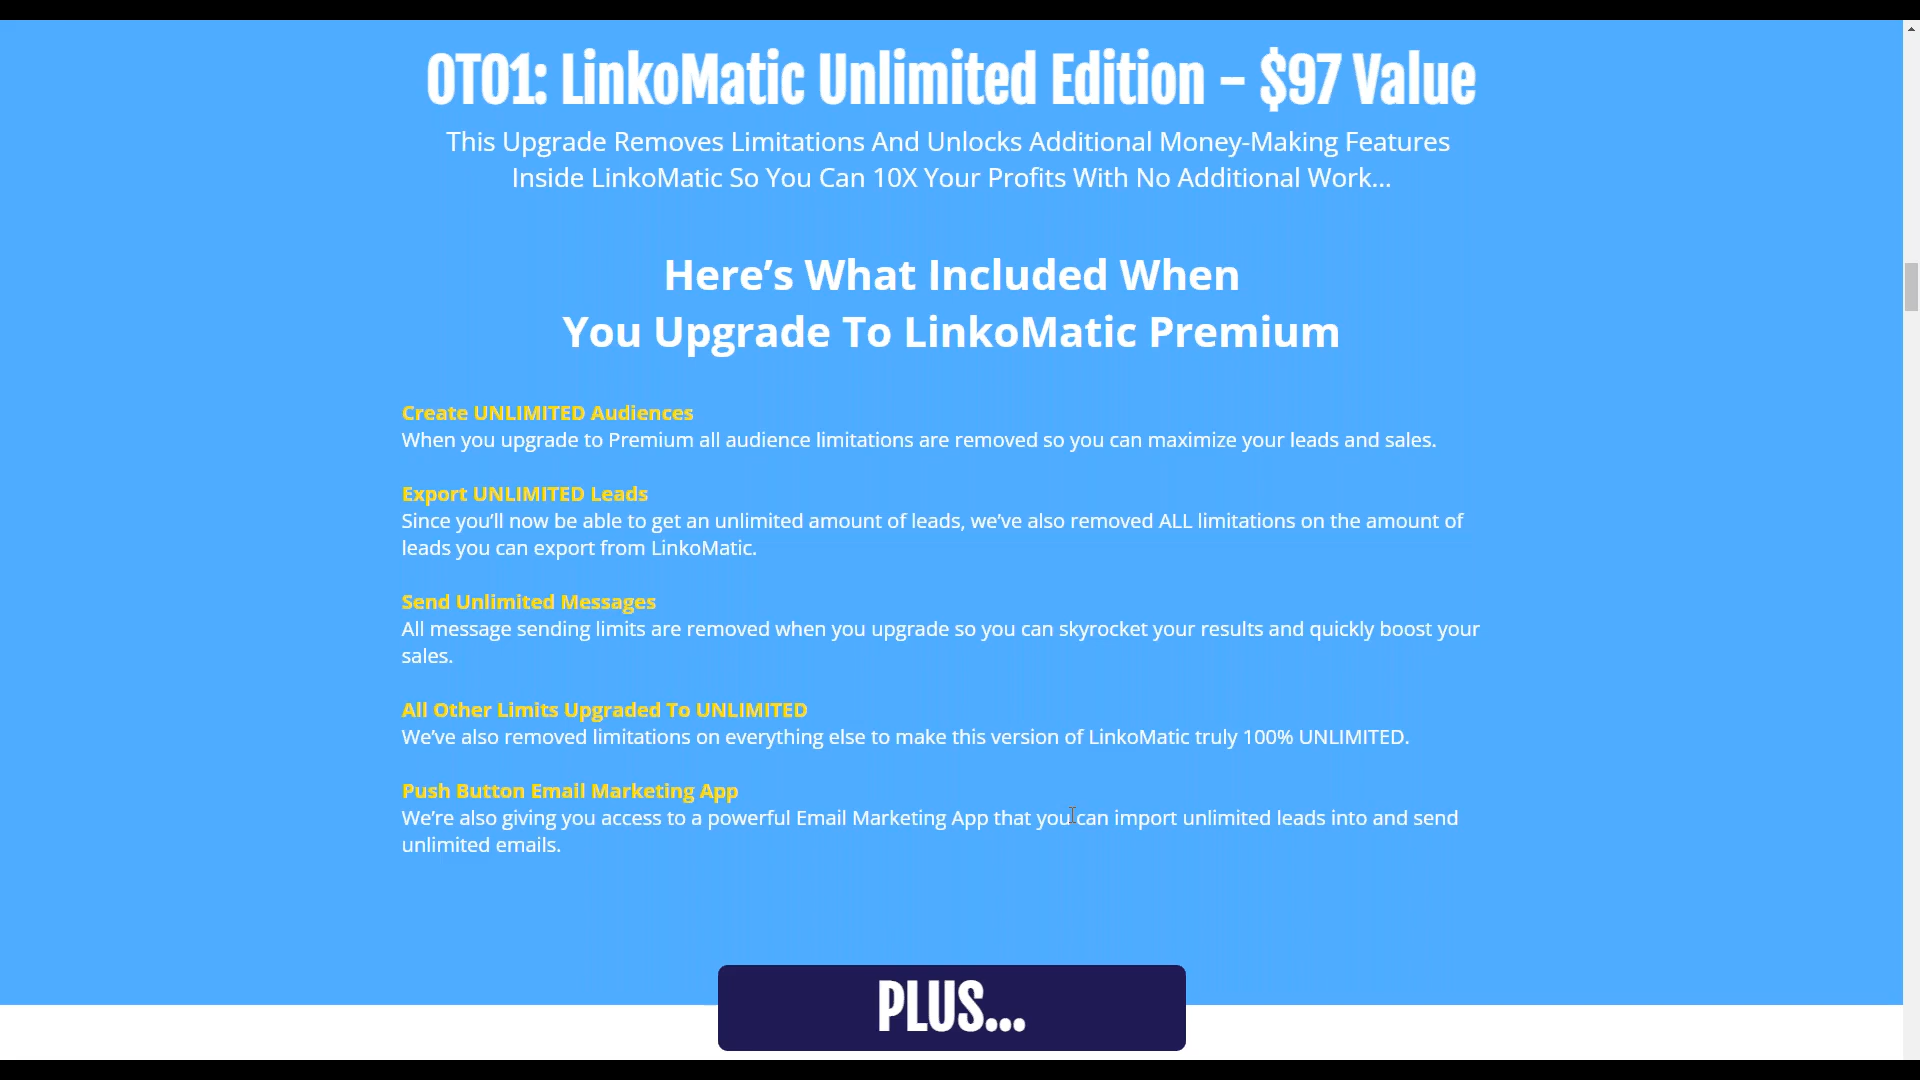 OTO1: LinkoMatic Unlimited Edition – $97 Value
This Upgrade Removes Limitations And Unlocks Additional Money-Making Features
Inside LinkoMatic So You Can 10X Your Profits With No Additional Work...
Here’s What Included When
You Upgrade To LinkoMatic Premium
Create UNLIMITED Audiences
When you upgrade to Premium all audience limitations are removed so you can maximize your leads and sales.
Export UNLIMITED Leads
Since you’ll now be able to get an unlimited amount of leads, we’ve also removed ALL limitations on the amount of
leads you can export from LinkoMatic.
Send Unlimited Messages
All message sending limits are removed when you upgrade so you can skyrocket your results and quickly boost your
sales.
All Other Limits Upgraded To UNLIMITED
We’ve also removed limitations on everything else to make this version of LinkoMatic truly 100% UNLIMITED.
Push Button Email Marketing App
We’re also giving you access to a powerful Email Marketing App that you can import unlimited leads into and send
unlimited emails.
PLUS...